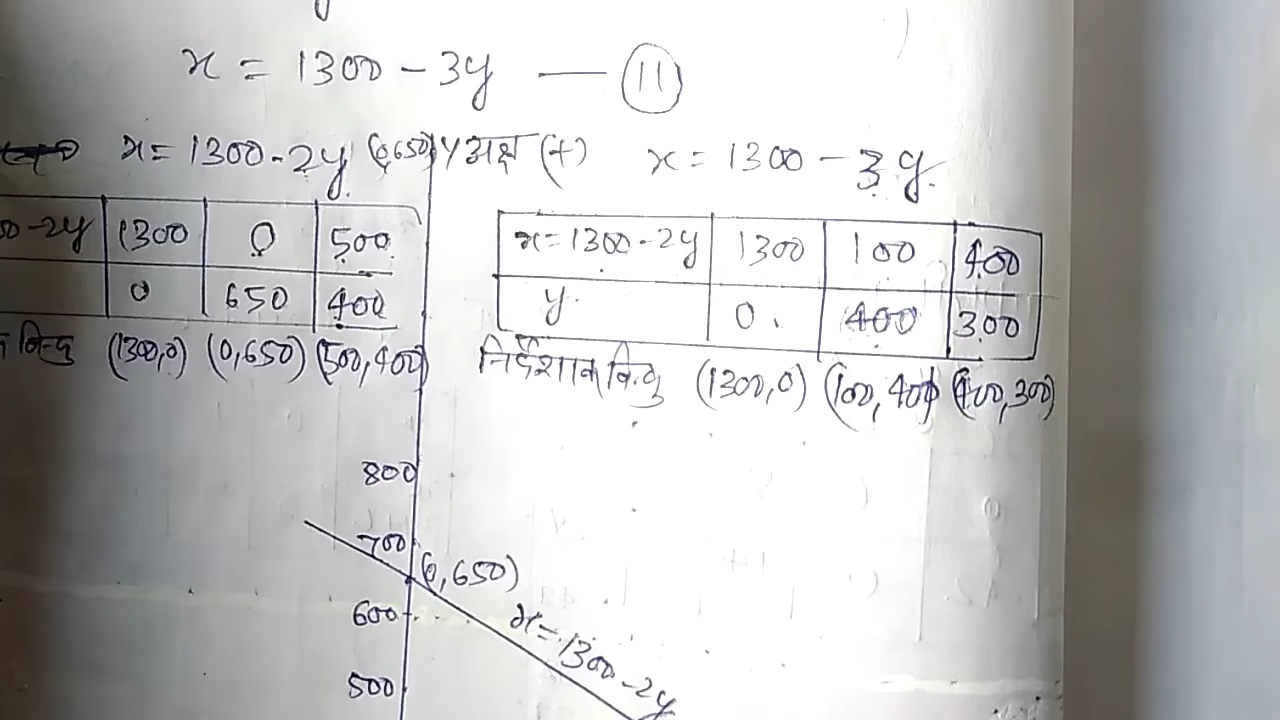 x = 1300 - 3y — 11
x = 1300 - 2y (0,650) y अक्ष (+) x = 1300 - 3y
-2y 1300 0 500
0 650 400
बिन्दु (1300,0) (0,650) (500,400)
x = 1300 - 2y 1300 100 400
y 0 400 300
निर्देशांक बिन्दु (1300,0) (100,400) (400,300)
800
700
(0,650)
600
x = 1300 - 2y
500